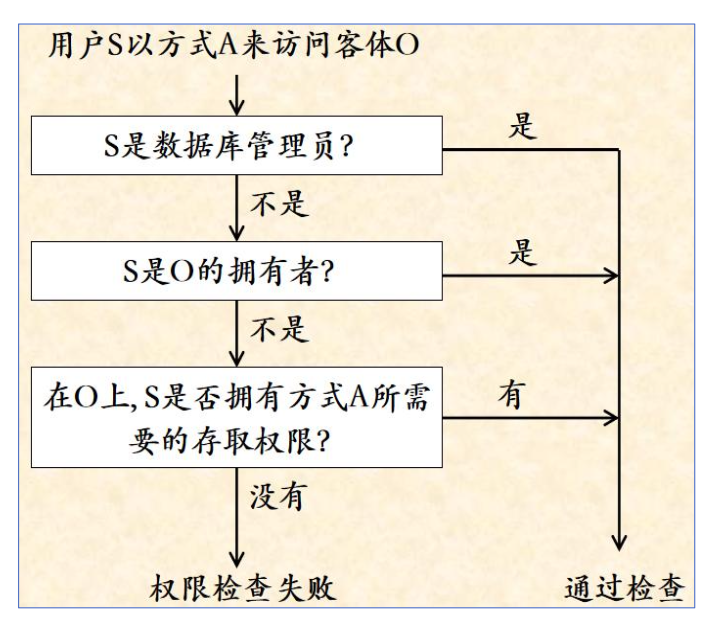 用户S以方式A来访问客体O
S是数据库管理员?
是
不是
S是O的拥有者?
是
不是
在O上,S是否拥有方式A所需
要的存取权限?
有
没有
权限检查失败
通过检查